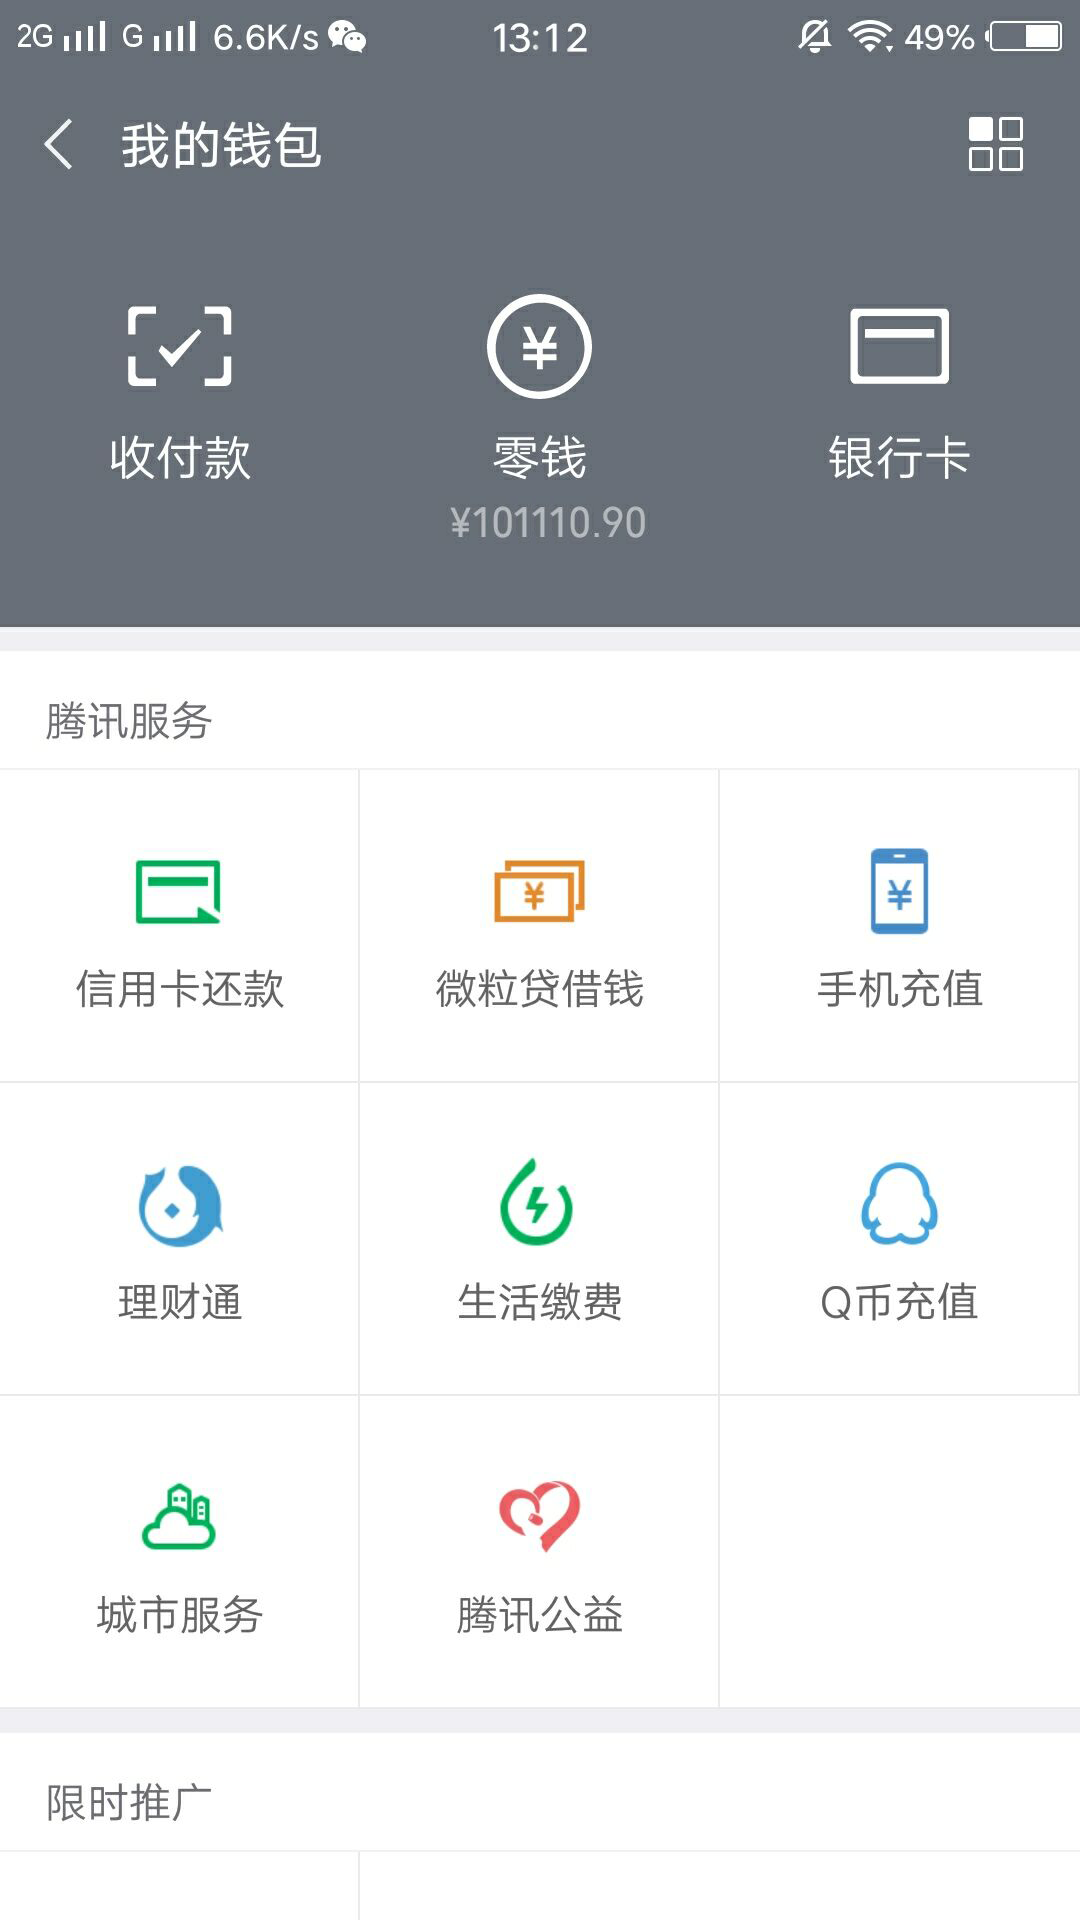 2G G 6.6K/s 13:12 49%
我的钱包
收付款 零钱 银行卡
¥101110.90
腾讯服务
信用卡还款 微粒贷借钱 手机充值
理财通 生活缴费 Q币充值
城市服务 腾讯公益
限时推广